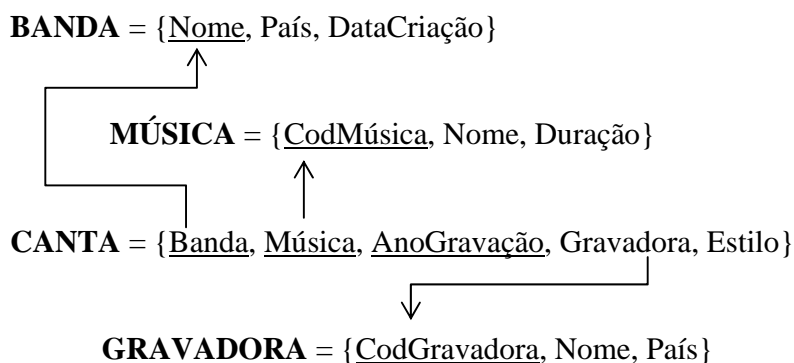 BANDA = {Nome, País, DataCriação}
MÚSICA = {CodMúsica, Nome, Duração}
CANTA = {Banda, Música, AnoGravação, Gravadora, Estilo}
GRAVADORA = {CodGravadora, Nome, País}